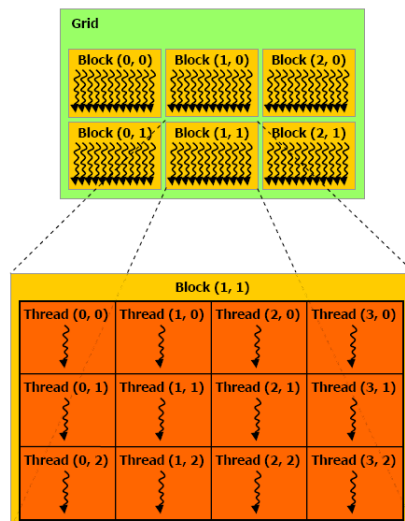 Grid
Block (0, 0) Block (1, 0) Block (2, 0)
Block (0, 1) Block (1, 1) Block (2, 1)
Block (1, 1)
Thread (0, 0) Thread (1, 0) Thread (2, 0) Thread (3, 0)
Thread (0, 1) Thread (1, 1) Thread (2, 1) Thread (3, 1)
Thread (0, 2) Thread (1, 2) Thread (2, 2) Thread (3, 2)